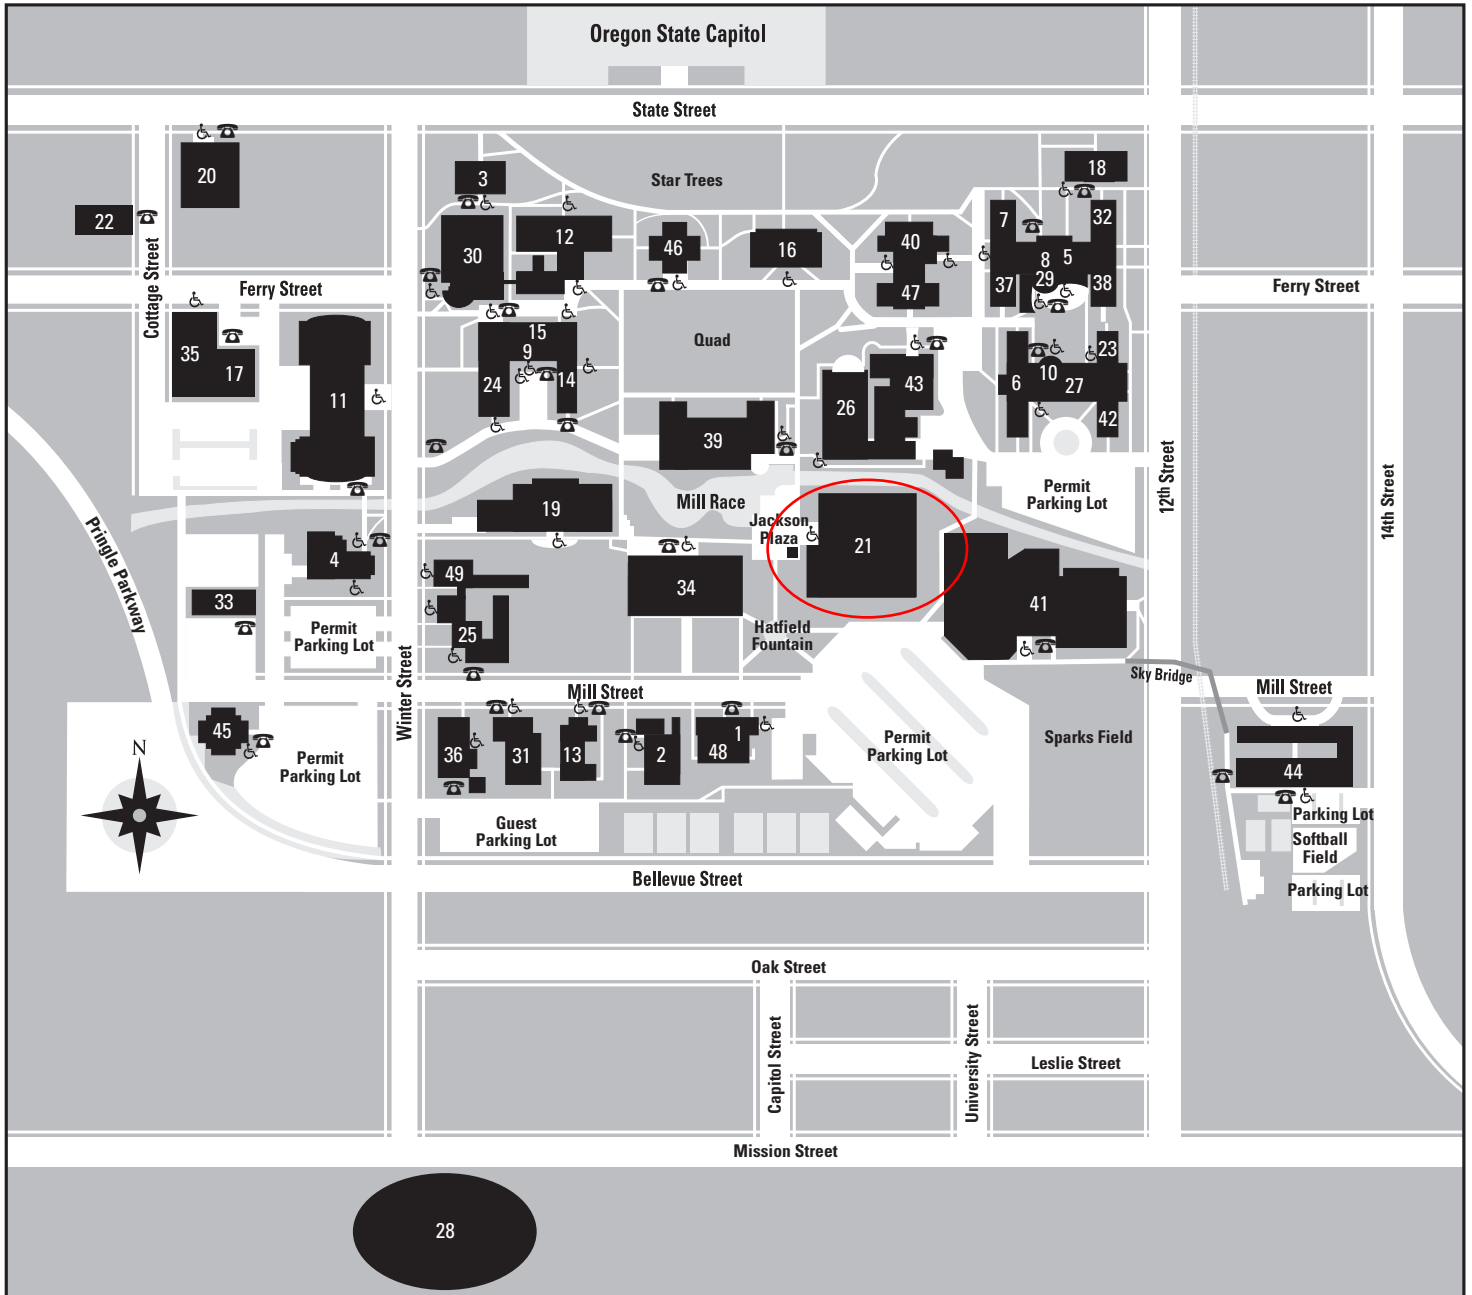 Oregon State Capitol
State Street
20
3
Star Trees
18
22
7
32
12
46
16
40
30
8
5
29
37
38
47
Ferry Street
Ferry Street
Cottage Street
15
9
Quad
35
17
24
14
43
23
10
6
27
11
26
42
39
12th Street
14th Street
Permit
Parking Lot
Mill Race
19
Jackson
Plaza
21
Pringle Parkway
4
49
34
33
41
25
Permit
Parking Lot
Hatfield
Fountain
Winter Street
Sky Bridge
Mill Street
Mill Street
45
N
Permit
Parking Lot
36
31
13
2
1
48
Permit
Parking Lot
Sparks Field
44
Guest
Parking Lot
Parking Lot
Softball
Field
Parking Lot
Bellevue Street
Oak Street
Capitol Street
University Street
Leslie Street
Mission Street
28